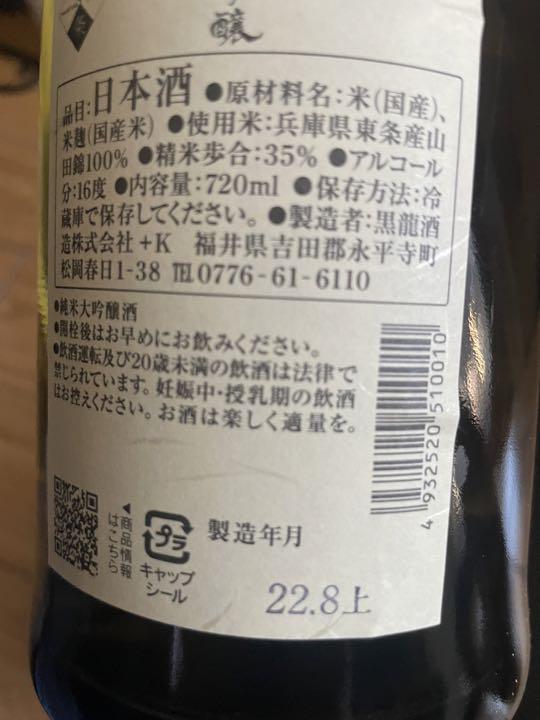 醸
品目:日本酒 ●原材料名:米(国産)、
米麹(国産米) ●使用米:兵庫県東条産山
田錦100% ●精米歩合:35% ●アルコール
分:16度 ●内容量:720ml ●保存方法:冷
蔵庫で保存してください。 ●製造者:黒龍酒
造株式会社+K 福井県吉田郡永平寺町
松岡春日1-38 ℡0776-61-6110
●純米大吟醸酒
●開栓後はお早めにお飲みください。
●飲酒運転及び20歳未満の飲酒は法律で
禁じられています。妊娠中・授乳期の飲酒
はお控えください。お酒は楽しく適量を。
4932520151001​0
◀商品情報
はこちら
プラ
キャップ
シール
製造年月
22.8上